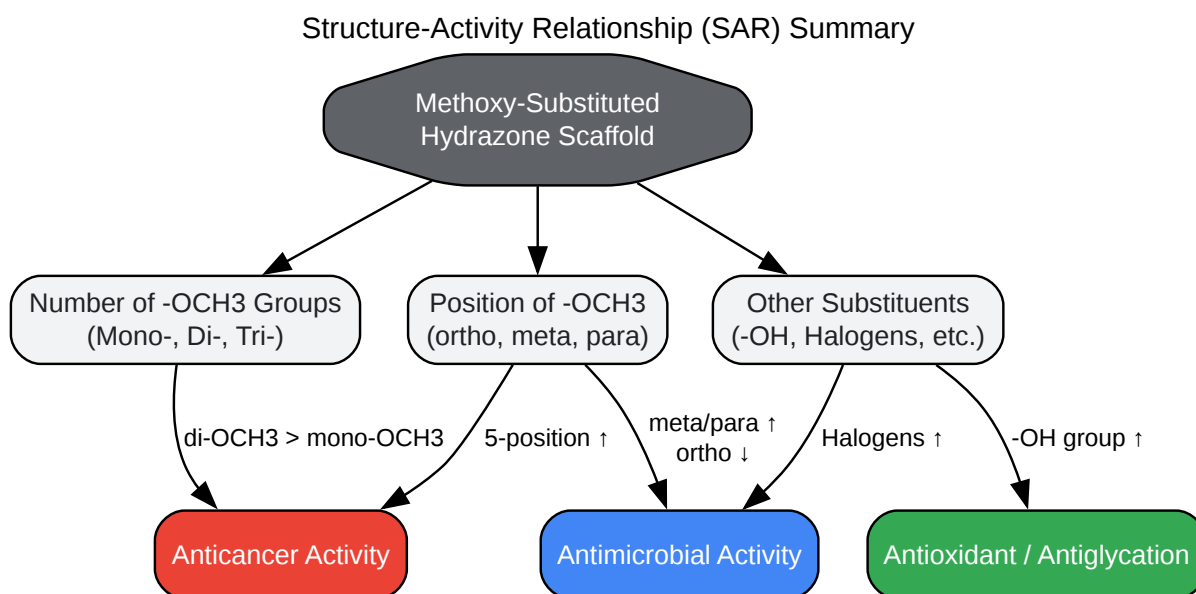 Structure-Activity Relationship (SAR) Summary
Methoxy-Substituted
Hydrazone Scaffold
Number of -OCH3 Groups
(Mono-, Di-, Tri-)
Position of -OCH3
(ortho, meta, para)
Other Substituents
(-OH, Halogens, etc.)
di-OCH3 > mono-OCH3
5-position ↑
meta/para ↑
ortho ↓
Halogens ↑
-OH group ↑
Anticancer Activity
Antimicrobial Activity
Antioxidant / Antiglycation